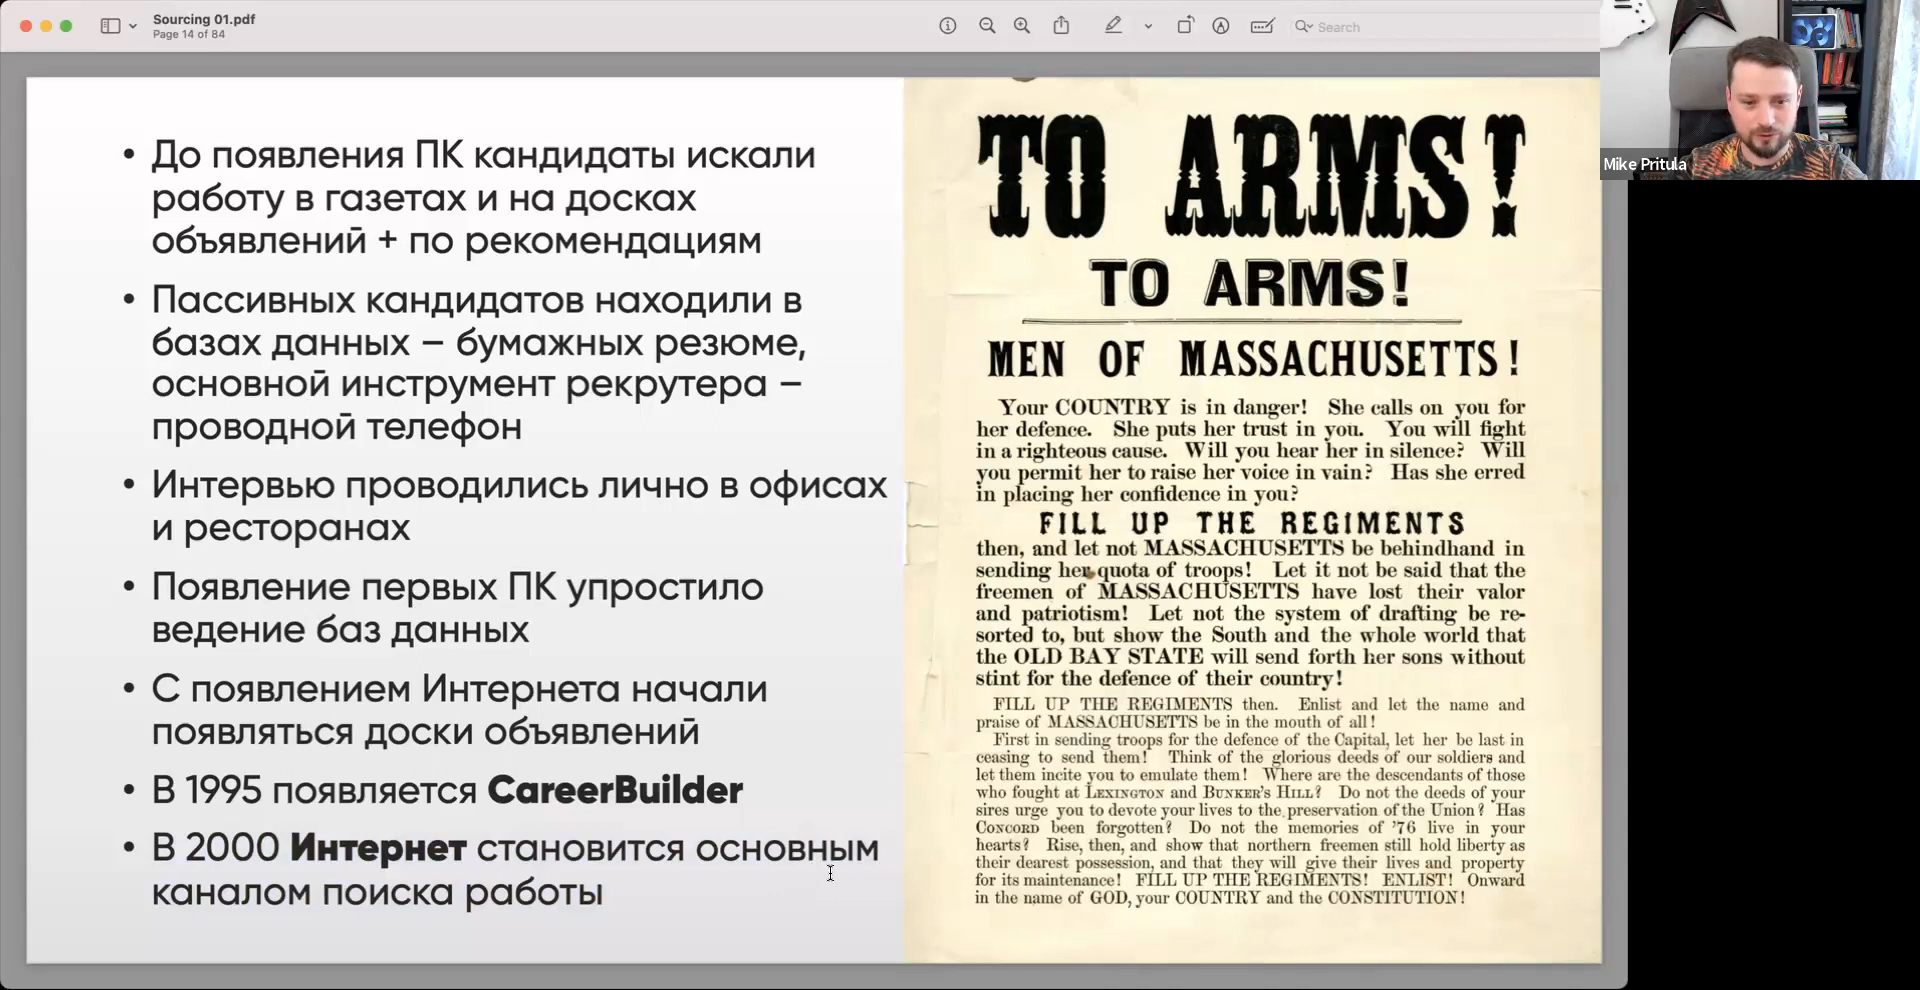 Sourcing 01.pdf
Page 14 of 84
Search
Mike Pritula
• До появления ПК кандидаты искали
работу в газетах и на досках
объявлений + по рекомендациям
• Пассивных кандидатов находили в
базах данных – бумажных резюме,
основной инструмент рекрутера –
проводной телефон
• Интервью проводились лично в офисах
и ресторанах
• Появление первых ПК упростило
ведение баз данных
• С появлением Интернета начали
появляться доски объявлений
• В 1995 появляется CareerBuilder
• В 2000 Интернет становится основным
каналом поиска работы
TO ARMS!
TO ARMS!
MEN OF MASSACHUSETTS!
Your COUNTRY is in danger! She calls on you for
her defence. She puts her trust in you. You will fight
in a righteous cause. Will you hear her in silence? Will
you permit her to raise her voice in vain? Has she erred
in placing her confidence in you?
FILL UP THE REGIMENTS
then, and let not MASSACHUSETTS be behindhand in
sending her quota of troops! Let it not be said that the
freemen of MASSACHUSETTS have lost their valor
and patriotism! Let not the system of drafting be re-
sorted to, but show the South and the whole world that
the OLD BAY STATE will send forth her sons without
stint for the defence of their country!
FILL UP THE REGIMENTS then. Enlist and let the name and
praise of MASSACHUSETTS be in the mouth of all!
First in sending troops for the defence of the Capital, let her be last in
ceasing to send them! Think of the glorious deeds of our soldiers and
let them incite you to emulate them! Where are the descendants of those
who fought at LEXINGTON and BUNKER'S HILL? Do not the deeds of your
sires urge you to devote your lives to the preservation of the Union? Has
CONCORD been forgotten? Do not the memories of '76 live in your
hearts? Rise, then, and show that northern freemen still hold liberty as
their dearest possession, and that they will give their lives and property
for its maintenance! FILL UP THE REGIMENTS! ENLIST! Onward
in the name of GOD, your COUNTRY and the CONSTITUTION!